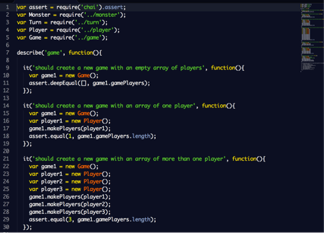 1 var assert = require('chai').assert;
2 var Monster = require('../monster');
3 var Turn = require('../turn');
4 var Player = require('../player');
5 var Game = require('../game');
6
7
8 describe('game', function(){
9 it('should create a new game with an empty array of players', function(){
10 var game1 = new Game();
11 assert.deepEqual([], game1.gamePlayers);
12 });
13
14 it('should create a new game with an array of one player', function(){
15 var game1 = new Game();
16 var player1 = new Player();
17 game1.makePlayers(player1);
18 assert.equal(1, game1.gamePlayers.length);
19 });
20
21 it('should create a new game with an array of more than one player', function(){
22 var game1 = new Game();
23 var player1 = new Player();
24 var player2 = new Player();
25 var player3 = new Player();
26 game1.makePlayers(player1);
27 game1.makePlayers(player2);
28 game1.makePlayers(player3);
29 assert.equal(3, game1.gamePlayers.length);
30 });